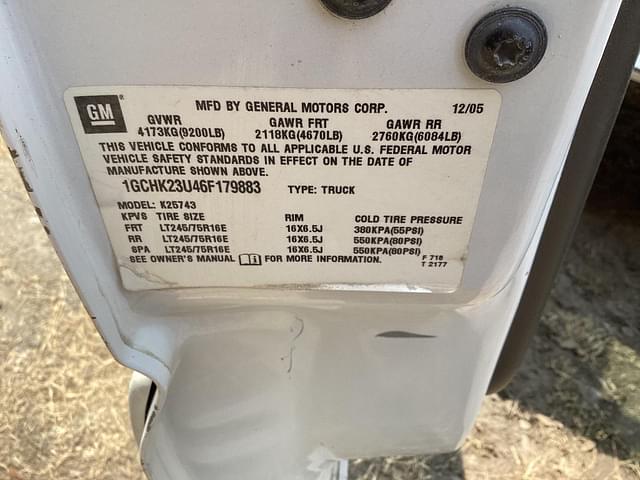 GM
MFD BY GENERAL MOTORS CORP. 12/05
GVWR GAWR FRT GAWR RR
4173KG(9200LB) 2118KG(4670LB) 2760KG(6084LB)
THIS VEHICLE CONFORMS TO ALL APPLICABLE U.S. FEDERAL MOTOR
VEHICLE SAFETY STANDARDS IN EFFECT ON THE DATE OF
MANUFACTURE SHOWN ABOVE.
1GCHK23U46F179883 TYPE: TRUCK
MODEL: K25743
KPVS TIRE SIZE RIM COLD TIRE PRESSURE
FRT LT245/75R16E 16X6.5J 380KPA(55PSI)
RR LT245/75R16E 16X6.5J 550KPA(80PSI)
SPA LT245/75R16E 16X6.5J 550KPA(80PSI)
SEE OWNER'S MANUAL FOR MORE INFORMATION.
F 718
T 2177